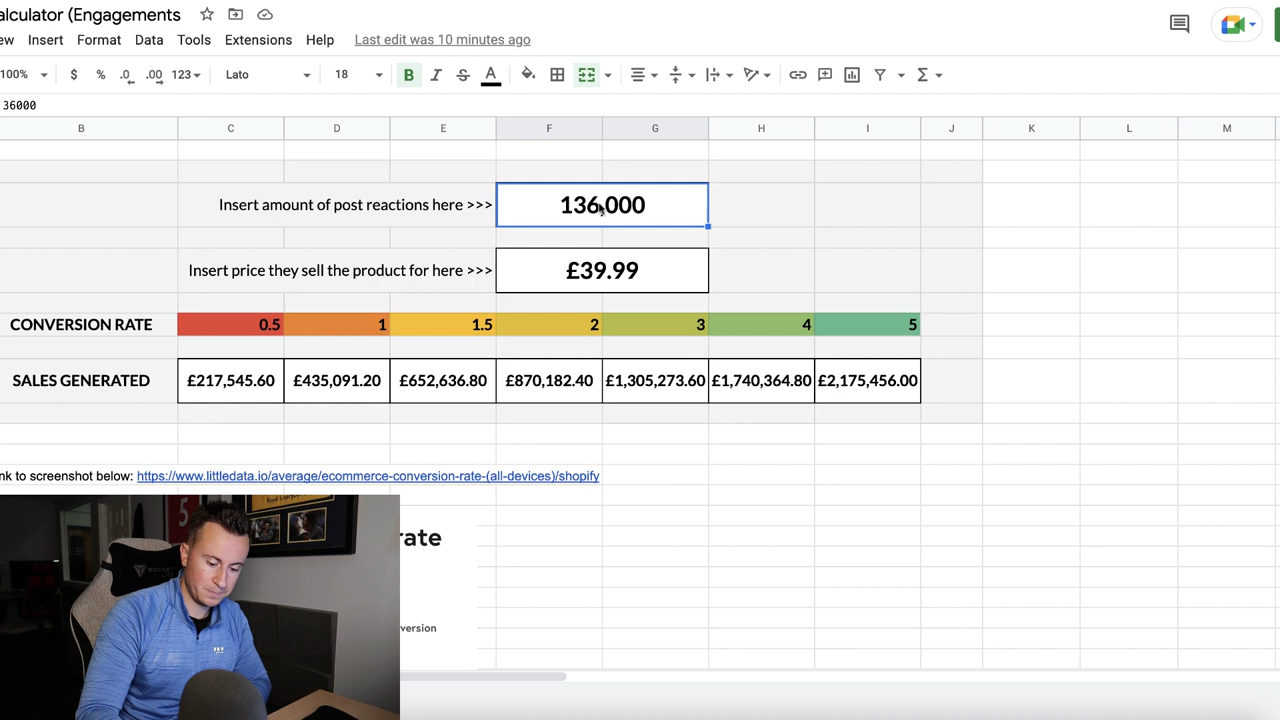 alculator (Engagements
ew Insert Format Data Tools Extensions Help Last edit was 10 minutes ago
100% $ % .0 .00 123 Lato 18 B I S A
36000
B C D E F G H I J K L M
Insert amount of post reactions here >>> 136,000
Insert price they sell the product for here >>> £39.99
CONVERSION RATE 0.5 1 1.5 2 3 4 5
SALES GENERATED £217,545.60 £435,091.20 £652,636.80 £870,182.40 £1,305,273.60 £1,740,364.80 £2,175,456.00
nk to screenshot below: https://www.littledata.io/average/ecommerce-conversion-rate-(all-devices)/shopify
rate
version